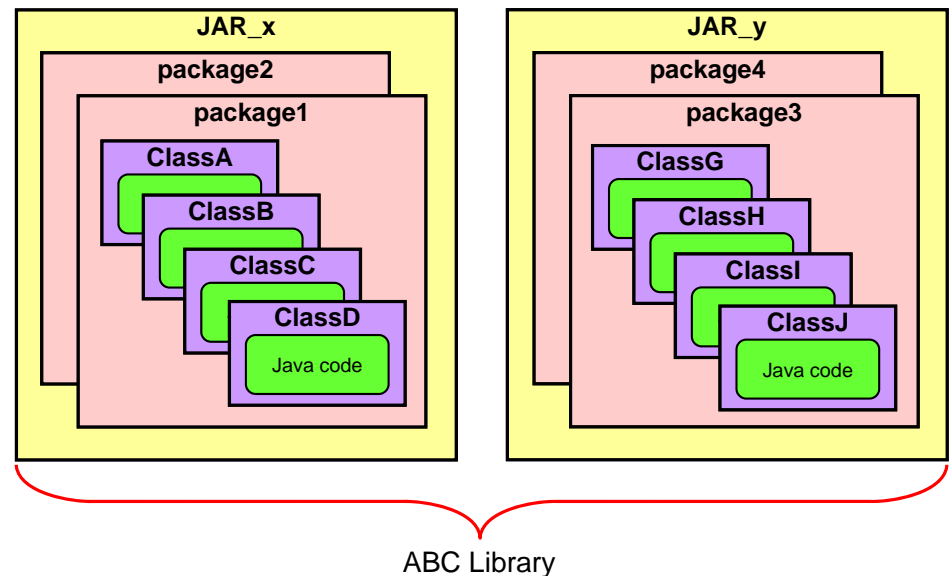 JAR_x
package2
package1
ClassA
ClassB
ClassC
ClassD
Java code
JAR_y
package4
package3
ClassG
ClassH
ClassI
ClassJ
Java code
ABC Library